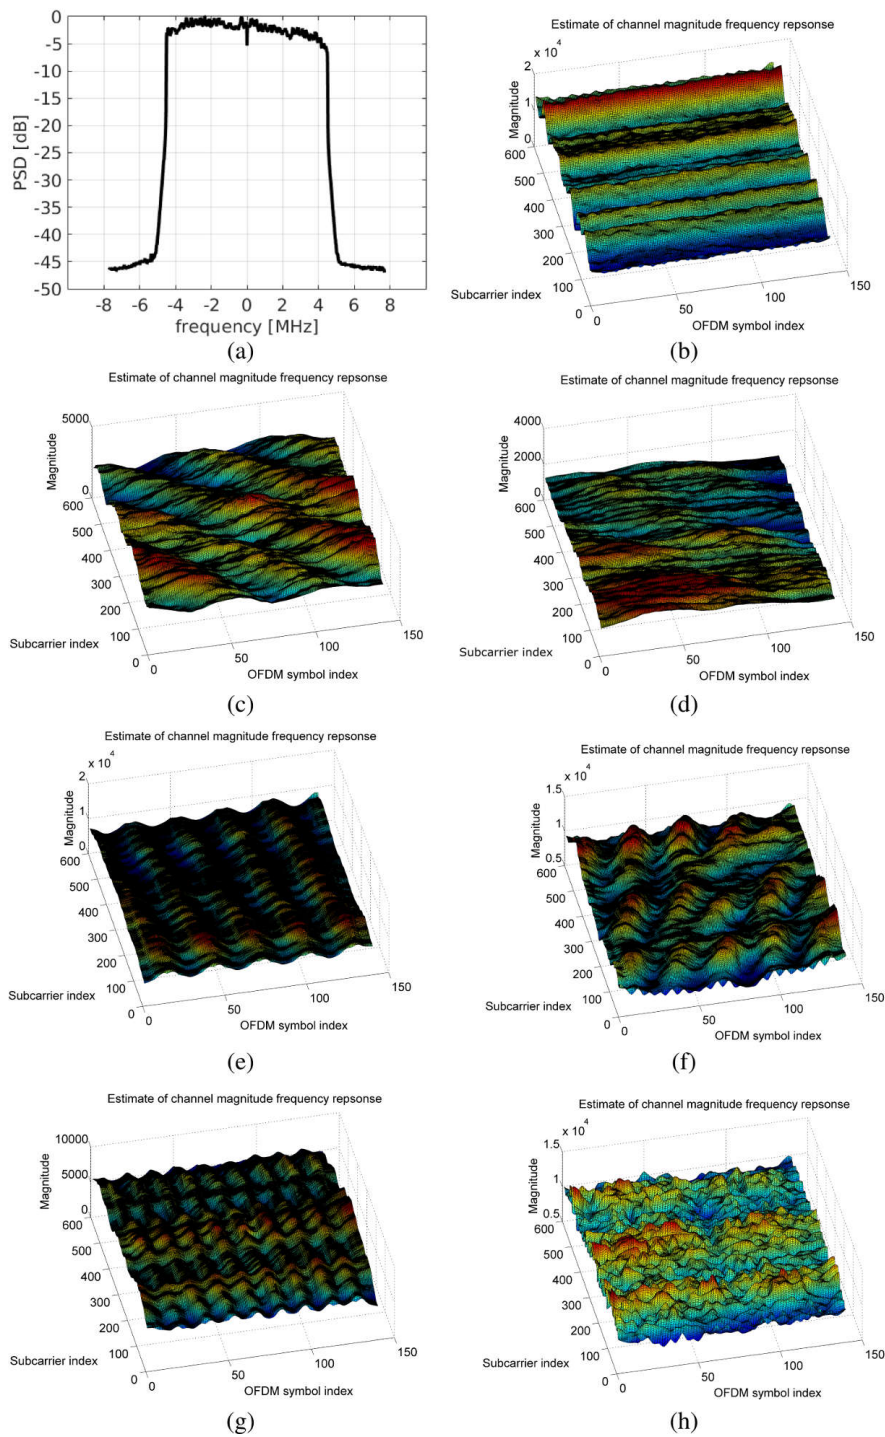 0
-5
-10
-15
-20
-25
-30
-35
-40
-45
-50
PSD [dB]
-8 -6 -4 -2 0 2 4 6 8
frequency [MHz]
(a)
Estimate of channel magnitude frequency repsonse
x 10^4
2
1
0
Magnitude
600
500
400
300
200
100
0
Subcarrier index
0 50 100 150
OFDM symbol index
(b)
Estimate of channel magnitude frequency repsonse
5000
0
Magnitude
600
500
400
300
200
100
0
Subcarrier index
0 50 100 150
OFDM symbol index
(c)
Estimate of channel magnitude frequency repsonse
4000
2000
0
Magnitude
600
500
400
300
200
100
0
Subcarrier index
0 50 100 150
OFDM symbol index
(d)
Estimate of channel magnitude frequency repsonse
x 10^4
2
1
0
Magnitude
600
500
400
300
200
100
0
Subcarrier index
0 50 100 150
OFDM symbol index
(e)
Estimate of channel magnitude frequency repsonse
x 10^4
1.5
1
0.5
Magnitude
600
500
400
300
200
100
0
Subcarrier index
0 50 100 150
OFDM symbol index
(f)
Estimate of channel magnitude frequency repsonse
10000
5000
0
Magnitude
600
500
400
300
200
100
0
Subcarrier index
0 50 100 150
OFDM symbol index
(g)
Estimate of channel magnitude frequency repsonse
x 10^4
1.5
1
0.5
Magnitude
600
500
400
300
200
100
0
Subcarrier index
0 50 100 150
OFDM symbol index
(h)